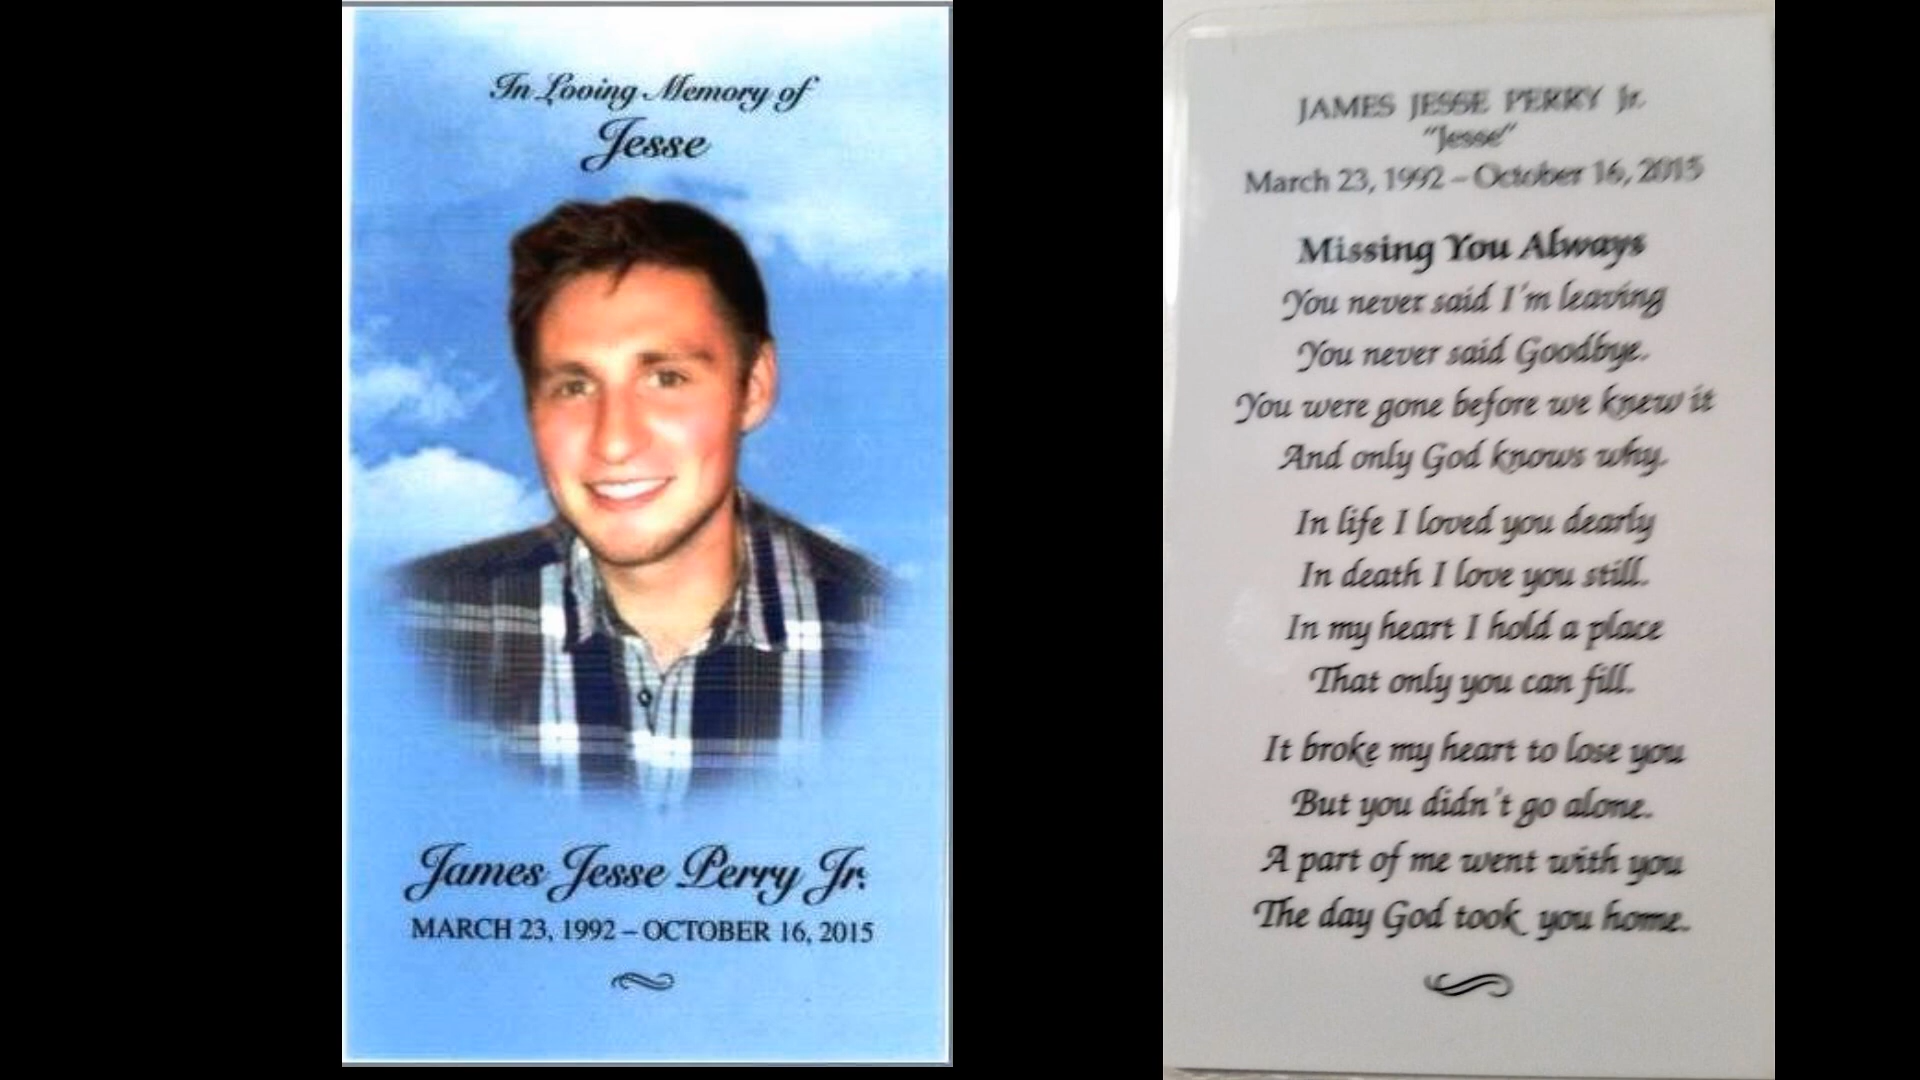 In Loving Memory of
Jesse
James Jesse Perry Jr.
MARCH 23, 1992 – OCTOBER 16, 2015
JAMES JESSE PERRY Jr.
"Jesse"
March 23, 1992 – October 16, 2015
Missing You Always
You never said I'm leaving
You never said Goodbye.
You were gone before we knew it
And only God knows why.
In life I loved you dearly
In death I love you still.
In my heart I hold a place
That only you can fill.
It broke my heart to lose you
But you didn't go alone.
A part of me went with you
The day God took you home.